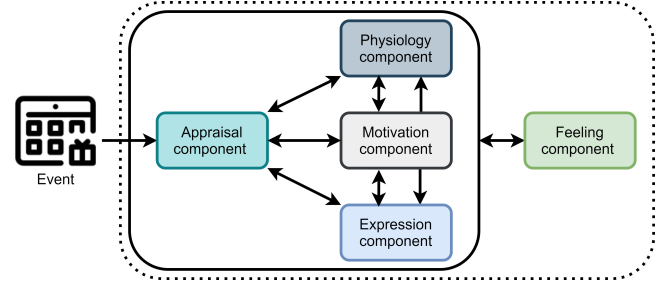 Physiology
component
Appraisal
component
Motivation
component
Feeling
component
Event
Expression
component